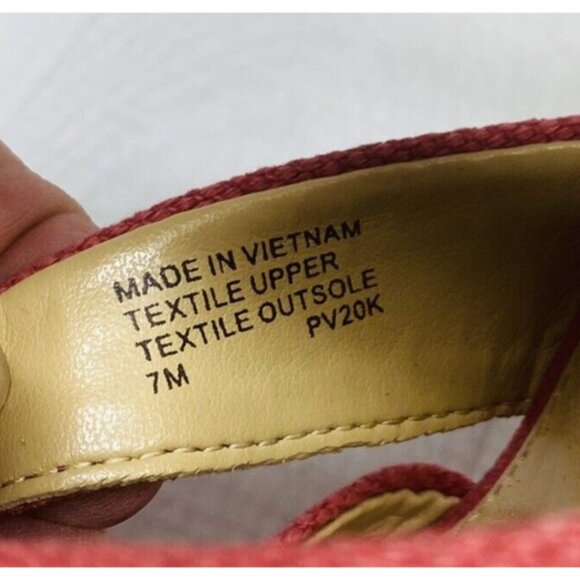 MADE IN VIETNAM
TEXTILE UPPER
TEXTILE OUTSOLE
7M PV20K